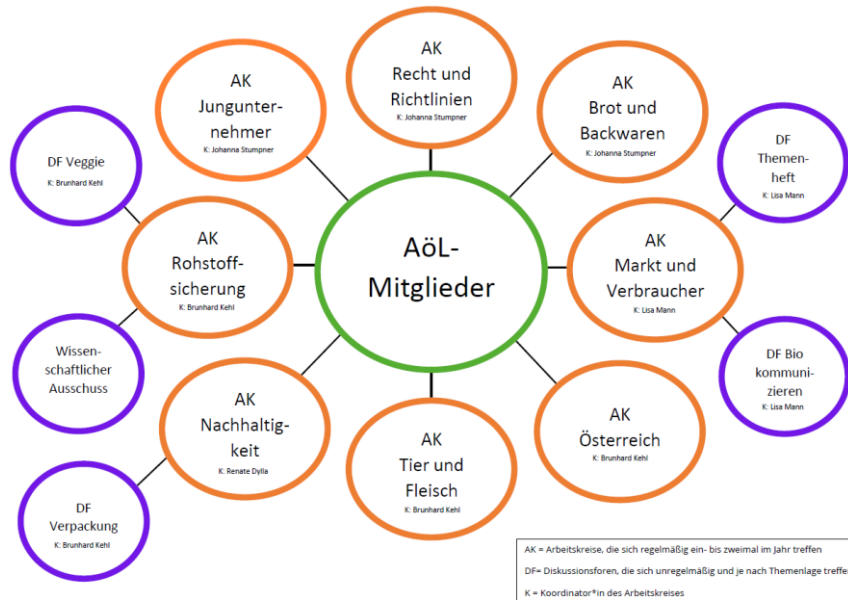 AK
Recht und
Richtlinien
K: Johanna Stumpner
AK
Jungunter-
nehmer
K: Johanna Stumpner
AK
Brot und
Backwaren
K: Johanna Stumpner
DF Veggie
K: Brunhard Kehl
DF
Themen-
heft
K: Lisa Mann
AK
Rohstoff-
sicherung
K: Brunhard Kehl
AöL-
Mitglieder
AK
Markt und
Verbraucher
K: Lisa Mann
Wissen-
schaftlicher
Ausschuss
DF Bio
kommuni-
zieren
K: Lisa Mann
AK
Nachhaltig-
keit
K: Renate Dylla
AK
Tier und
Fleisch
K: Brunhard Kehl
AK
Österreich
K: Brunhard Kehl
DF
Verpackung
K: Brunhard Kehl
AK = Arbeitskreise, die sich regelmäßig ein- bis zweimal im Jahr treffen
DF= Diskussionsforen, die sich unregelmäßig und je nach Themenlage treffe
K = Koordinator*in des Arbeitskreises